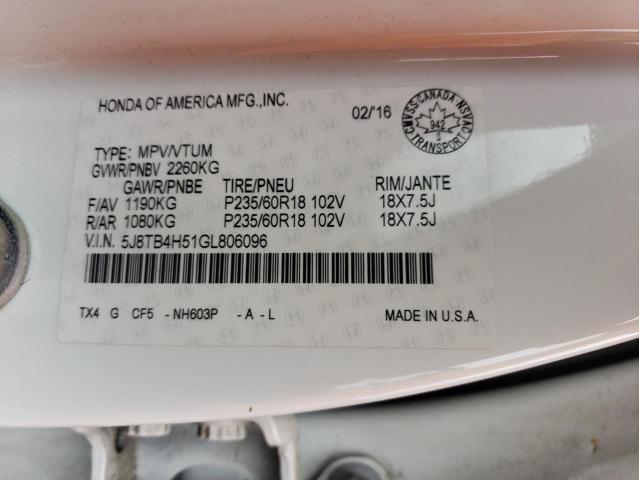 HONDA OF AMERICA MFG.,INC.
02/'16
CMVSS·CANADA·NSVAC
942
TRANSPORT
TYPE: MPV/VTUM
GVWR/PNBV 2260KG
GAWR/PNBE TIRE/PNEU RIM/JANTE
F/AV 1190KG P235/60R18 102V 18X7.5J
R/AR 1080KG P235/60R18 102V 18X7.5J
V.I.N. 5J8TB4H51GL806096
TX4 G CF5 -NH603P -A-L MADE IN U.S.A.